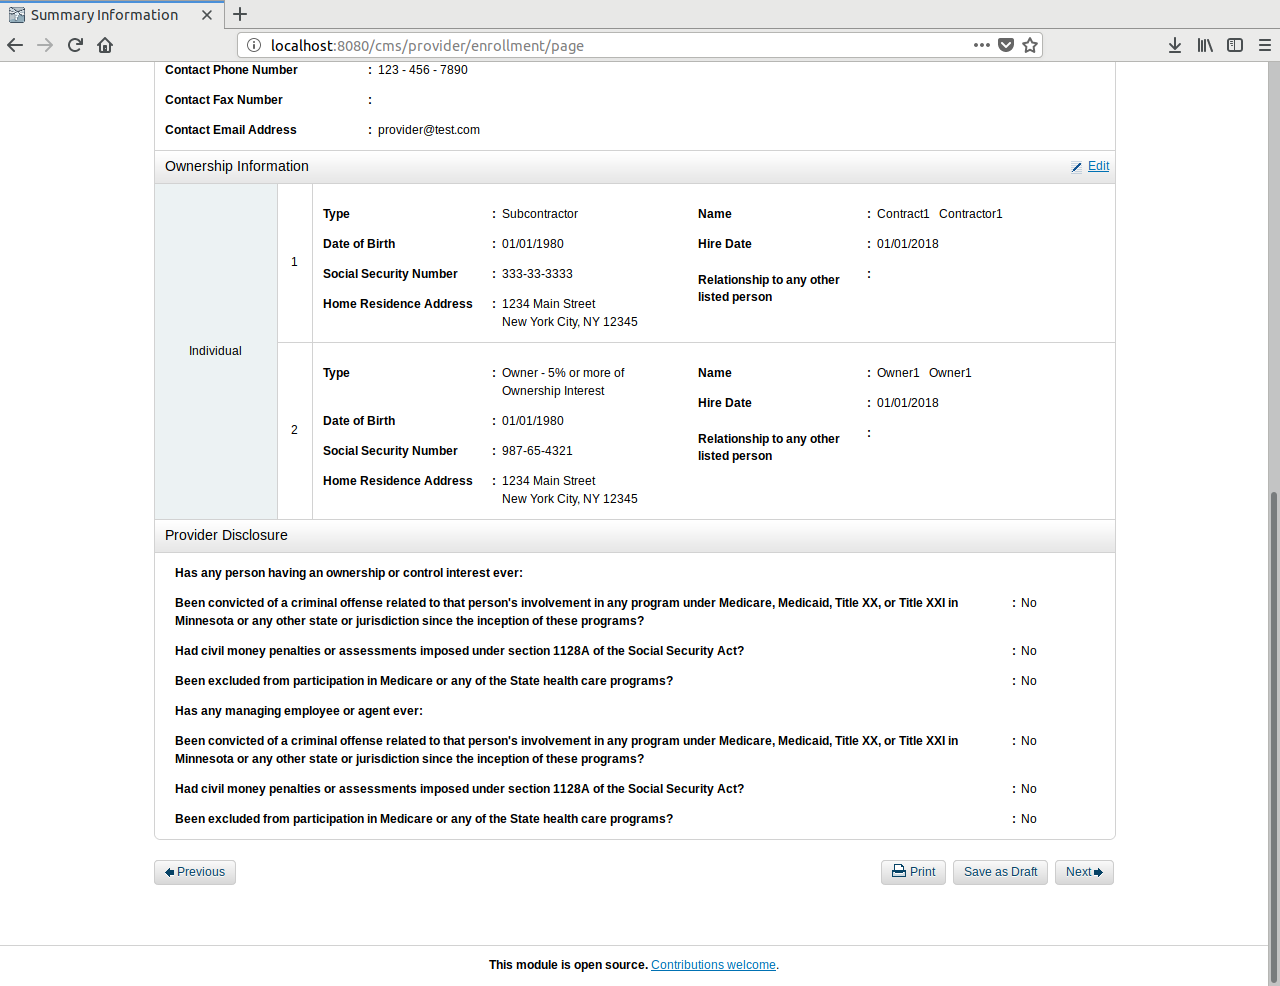 Summary Information
localhost:8080/cms/provider/enrollment/page
Contact Phone Number : 123 - 456 - 7890
Contact Fax Number :
Contact Email Address : provider@test.com
Ownership Information Edit
Individual
1
Type : Subcontractor Name : Contract1 Contractor1
Date of Birth : 01/01/1980 Hire Date : 01/01/2018
Social Security Number : 333-33-3333 Relationship to any other :
listed person
Home Residence Address : 1234 Main Street
New York City, NY 12345
2
Type : Owner - 5% or more of Name : Owner1 Owner1
Ownership Interest
Hire Date : 01/01/2018
Date of Birth : 01/01/1980
Relationship to any other :
listed person
Social Security Number : 987-65-4321
Home Residence Address : 1234 Main Street
New York City, NY 12345
Provider Disclosure
Has any person having an ownership or control interest ever:
Been convicted of a criminal offense related to that person's involvement in any program under Medicare, Medicaid, Title XX, or Title XXI in : No
Minnesota or any other state or jurisdiction since the inception of these programs?
Had civil money penalties or assessments imposed under section 1128A of the Social Security Act? : No
Been excluded from participation in Medicare or any of the State health care programs? : No
Has any managing employee or agent ever:
Been convicted of a criminal offense related to that person's involvement in any program under Medicare, Medicaid, Title XX, or Title XXI in : No
Minnesota or any other state or jurisdiction since the inception of these programs?
Had civil money penalties or assessments imposed under section 1128A of the Social Security Act? : No
Been excluded from participation in Medicare or any of the State health care programs? : No
Previous Print Save as Draft Next
This module is open source. Contributions welcome.